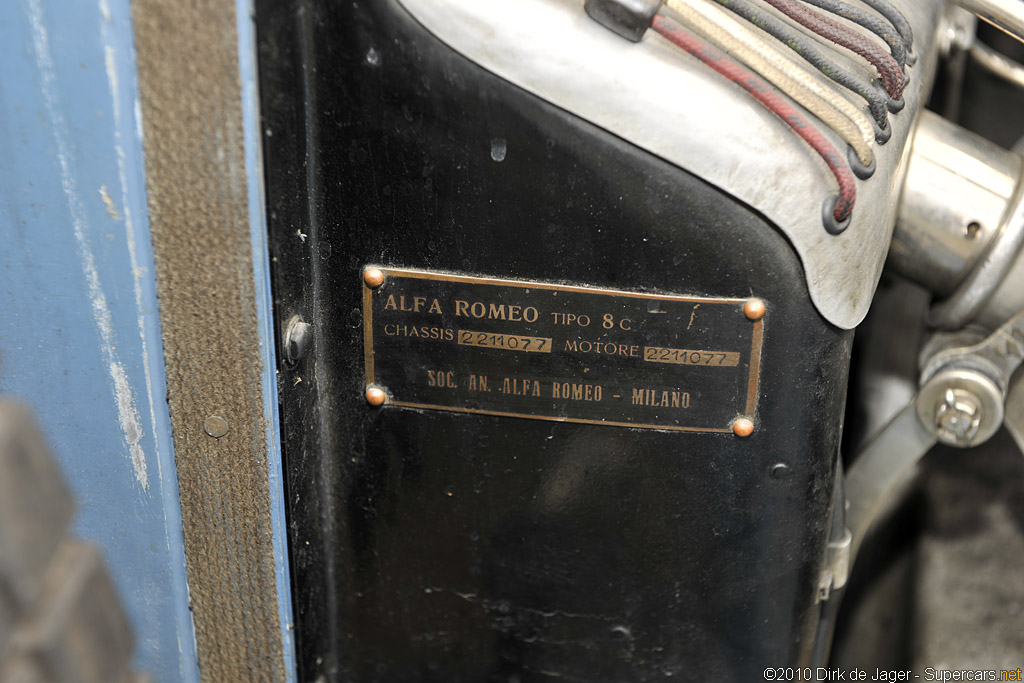 ALFA ROMEO TIPO 8C
CHASSIS 2211077 MOTORE 2211077
SOC. AN. ALFA ROMEO - MILANO
©2010 Dirk de Jager - Supercars.net